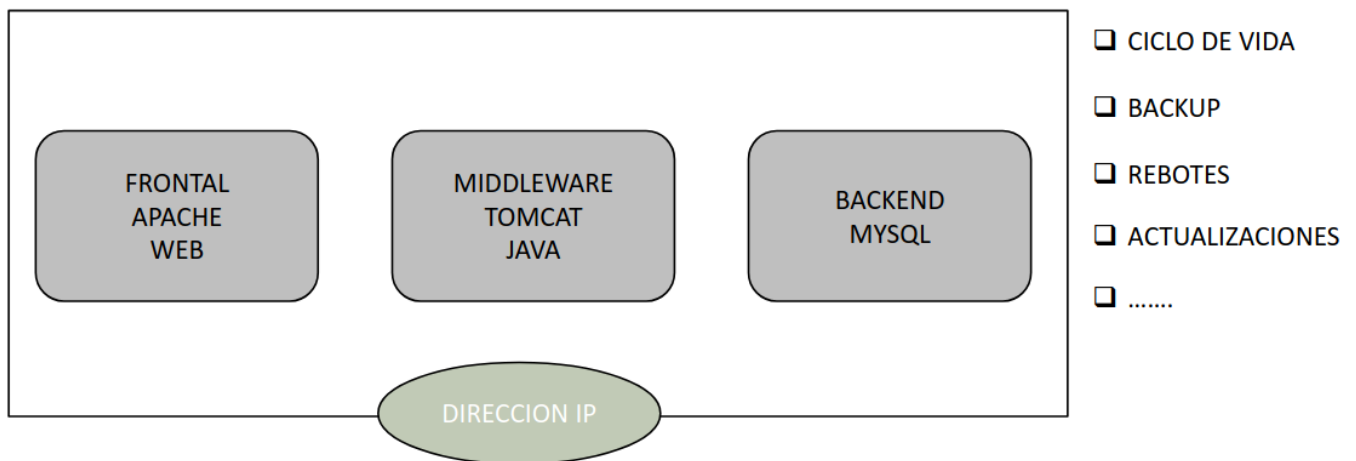 FRONTAL
APACHE
WEB
MIDDLEWARE
TOMCAT
JAVA
BACKEND
MYSQL
DIRECCION IP
❑ CICLO DE VIDA
❑ BACKUP
❑ REBOTES
❑ ACTUALIZACIONES
❑ …….